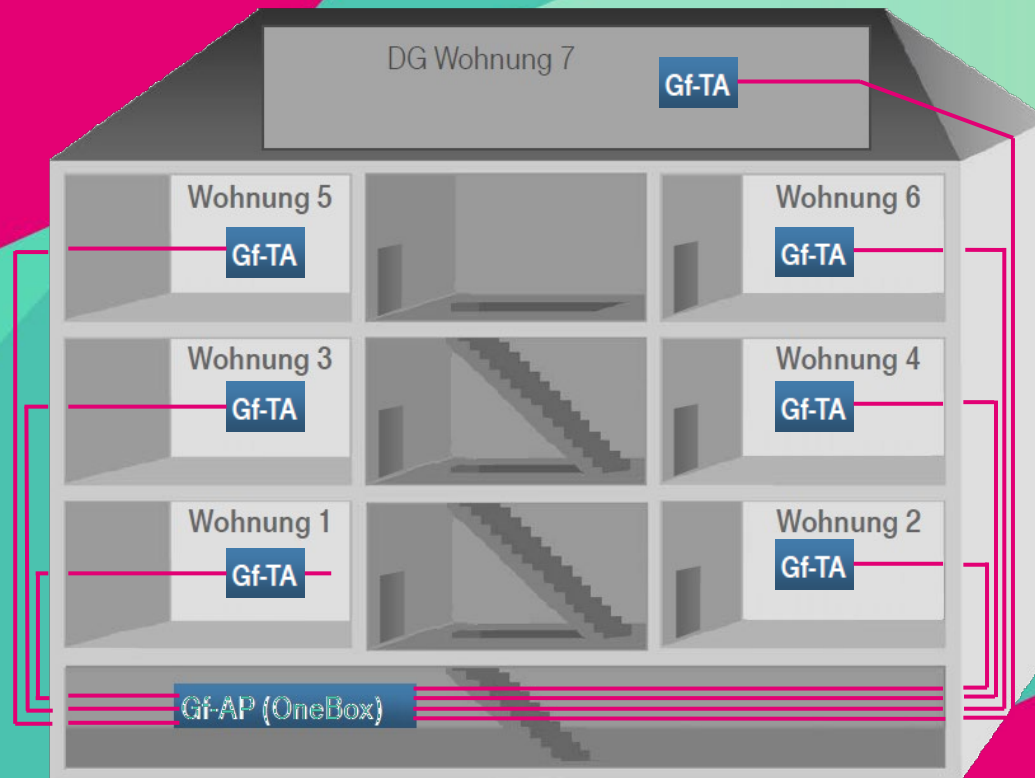 DG Wohnung 7
Gf-TA
Wohnung 5
Gf-TA
Wohnung 6
Gf-TA
Wohnung 3
Gf-TA
Wohnung 4
Gf-TA
Wohnung 1
Gf-TA
Wohnung 2
Gf-TA
Gf-AP (OneBox)